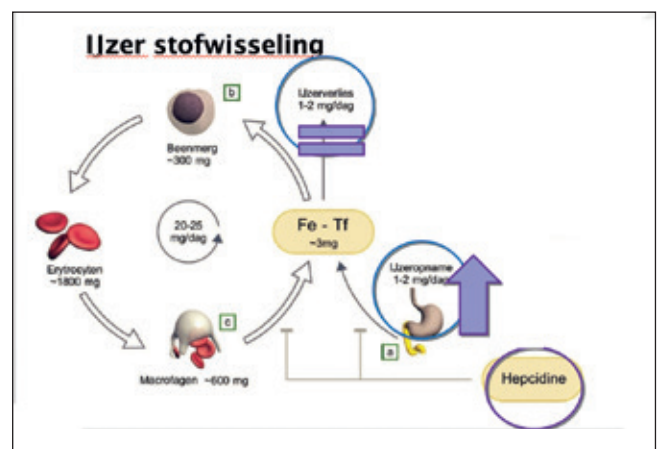 IJzer stofwisseling
b
IJzerverlies
1-2 mg/dag
Beenmerg
~300 mg
20-25
mg/dag
Fe - Tf
~3mg
IJzeropname
1-2 mg/dag
Erytrocyten
~1800 mg
c
a
Macrofagen ~600 mg
Hepcidine